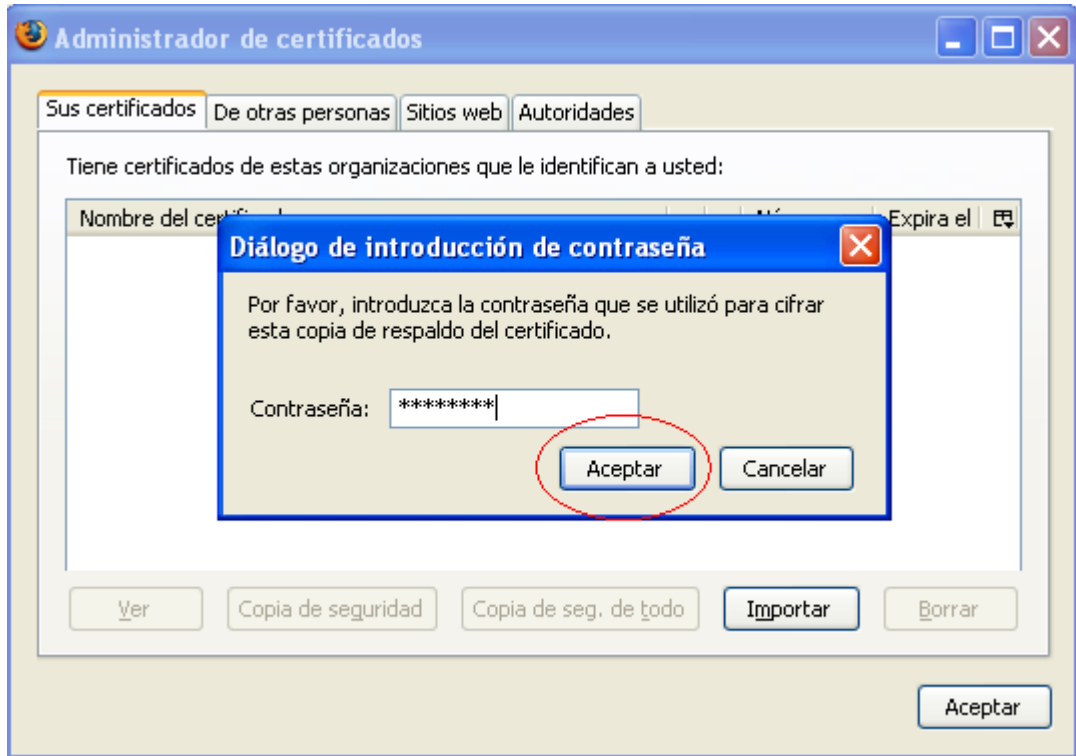 Administrador de certificados
Sus certificados De otras personas Sitios web Autoridades
Tiene certificados de estas organizaciones que le identifican a usted:
Nombre del Expira el
Diálogo de introducción de contraseña
Por favor, introduzca la contraseña que se utilizó para cifrar
esta copia de respaldo del certificado.
Contraseña: ********
Aceptar Cancelar
Ver Copia de seguridad Copia de seg. de todo Importar Borrar
Aceptar